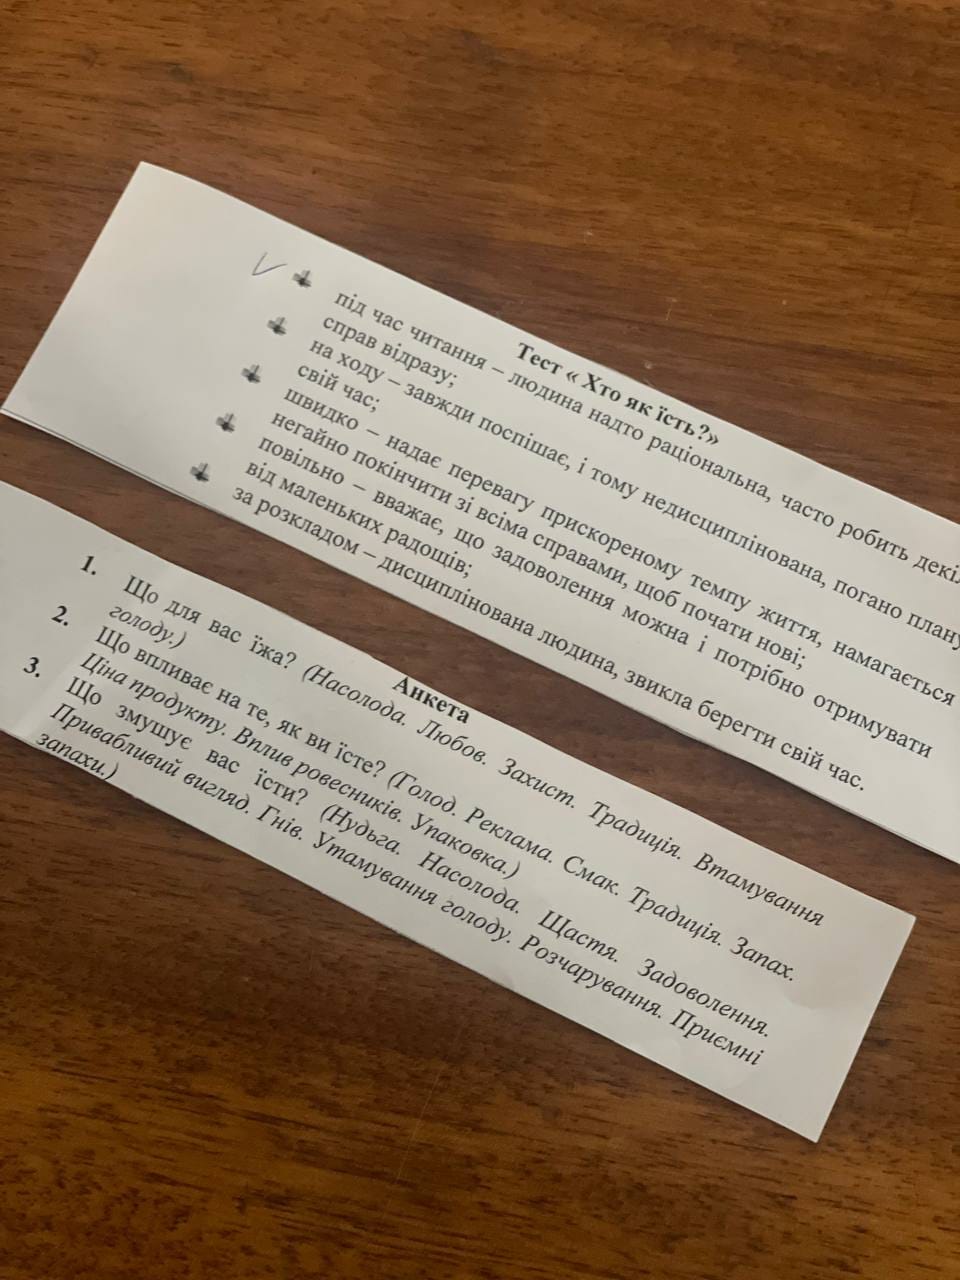 Тест « Хто як їсть?»
під час читання – людина надто раціональна, часто робить
справ відразу;
на ходу – завжди поспішає, і тому недисциплінована, погано
свій час;
швидко – надає перевагу прискореному темпу життя, намагається
негайно покінчити зі всіма справами, щоб почати нові;
повільно – вважає, що задоволення можна і потрібно отримувати
від маленьких радощів;
за розкладом – дисциплінована людина, звикла берегти свій час.
Анкета
1. Що для вас їжа? (Насолода. Любов. Захист. Традиція. Втамування
голоду.)
2. Що впливає на те, як ви їсте? (Голод. Реклама. Смак. Традиція. Запах.
Ціна продукту. Вплив ровесників. Упаковка.)
3. Що змушує вас їсти? (Нудьга. Насолода. Щастя. Задоволення.
Привабливий вигляд. Гнів. Утамування голоду. Розчарування. Приємні
запахи.)